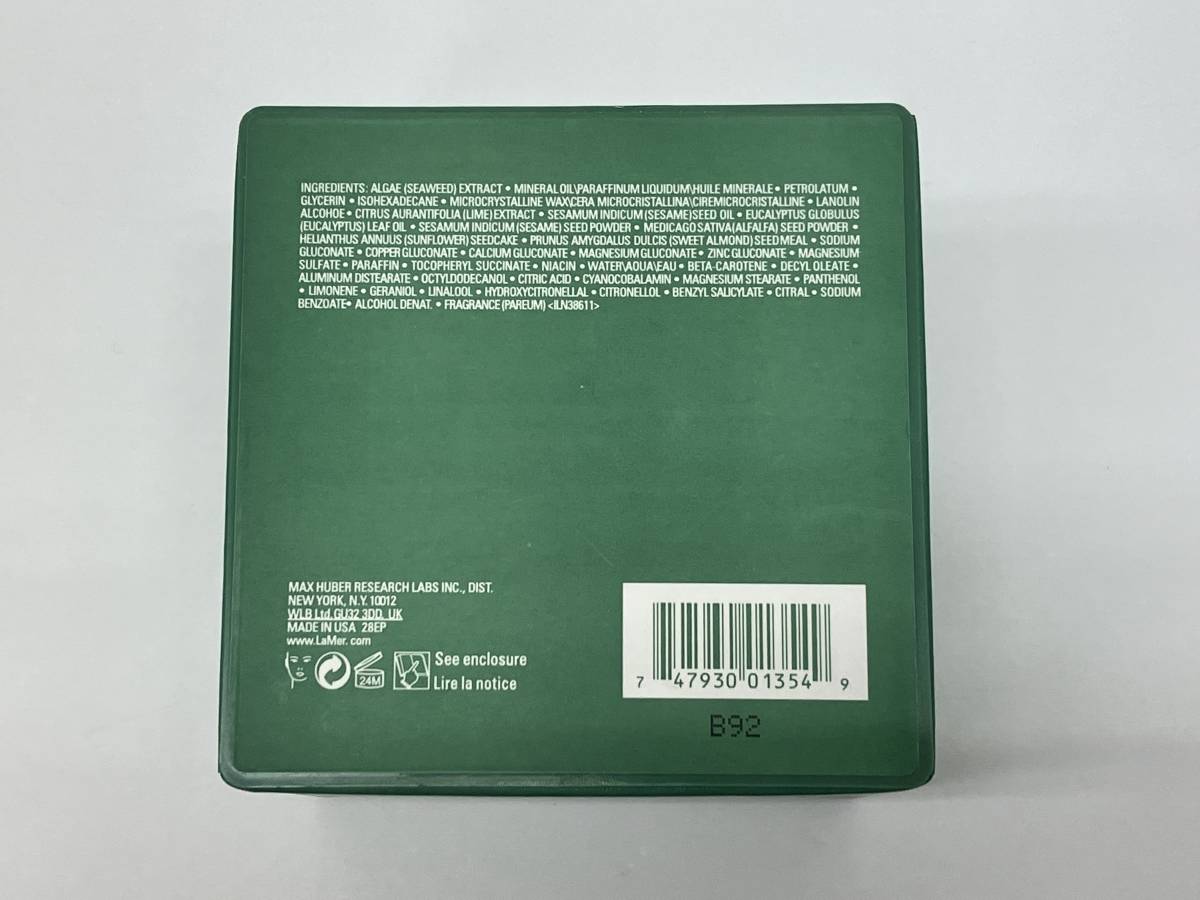 INGREDIENTS: ALGAE (SEAWEED) EXTRACT • MINERAL OIL\PARAFFINUM LIQUIDUM\HUILE MINERALE • PETROLATUM •
GLYCERIN • ISOHEXADECANE • MICROCRYSTALLINE WAX\CERA MICROCRISTALLINA\CIREMICROCRISTALLINE • LANOLIN
ALCOHOE • CITRUS AURANTIFOLIA (LIME) EXTRACT • SESAMUM INDICUM (SESAME)SEED OIL • EUCALYPTUS GLOBULUS
(EUCALYPTUS) LEAF OIL • SESAMUM INDICUM (SESAME) SEED POWDER • MEDICAGO SATIVA(ALFALFA) SEED POWDER •
HELIANTHUS ANNUUS (SUNFLOWER) SEEDCAKE • PRUNUS AMYGDALUS DULCIS (SWEET ALMOND) SEED MEAL • SODIUM
GLUCONATE • COPPER GLUCONATE • CALCIUM GLUCONATE • MAGNESIUM GLUCONATE • ZINC GLUCONATE • MAGNESIUM
SULFATE • PARAFFIN • TOCOPHERYL SUCCINATE • NIACIN • WATER\AOUA\EAU • BETA-CAROTENE • DECYL OLEATE •
ALUMINUM DISTEARATE • OCTYLDODECANOL • CITRIC ACID • CYANOCOBALAMIN • MAGNESIUM STEARATE • PANTHENOL
• LIMONENE • GERANIOL • LINALOOL • HYDROXYCITRONELLAL • CITRONELLOL • BENZYL SALICYLATE • CITRAL • SODIUM
BENZOATE• ALCOHOL DENAT. • FRAGRANCE (PAREUM) <ILN38611>
MAX HUBER RESEARCH LABS INC., DIST.
NEW YORK, N.Y. 10012
WLB Ltd. GU32 3DD, UK
MADE IN USA 28EP
www.LaMer. com
24M
See enclosure
Lire la notice
7 47930 01354 9
B92